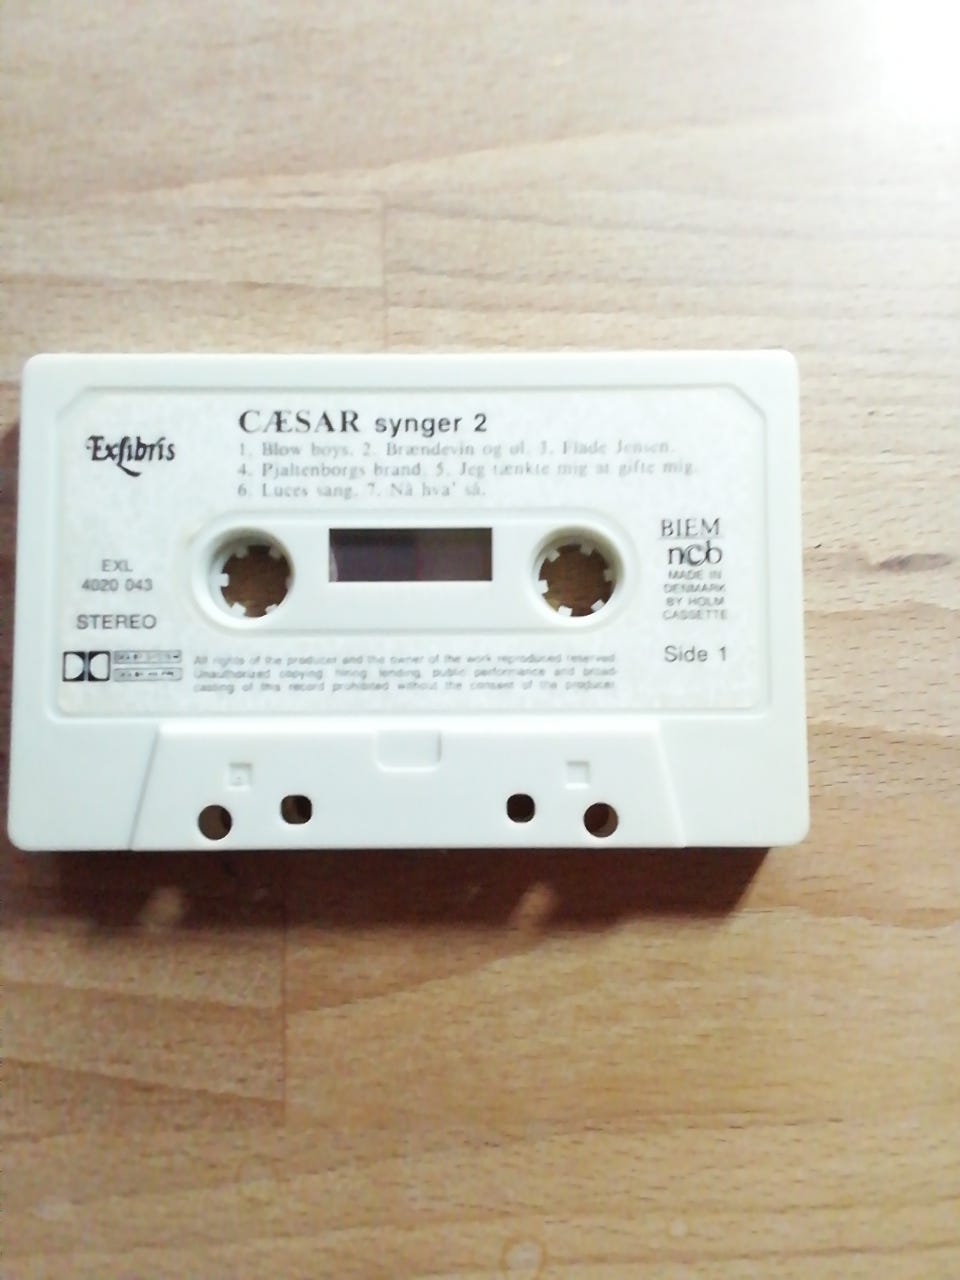 CÆSAR synger 2
Exlibris
1. Blow boys. 2. Brændevin og øl. 3. Flade Jensen.
4. Pjaltenborgs brand. 5. Jeg tænkte mig at gifte mig.
6. Luces sang. 7. Nå hva' så.
BIEM
ncb
EXL
4020 043
MADE IN
DENMARK
BY HOLM
CASSETTE
STEREO
Side 1
All rights of the producer and the owner of the work reproduced reserved
Unauthorized copying hiring lending, public performance and broad-
casting of this record prohibited without the consent of the producer